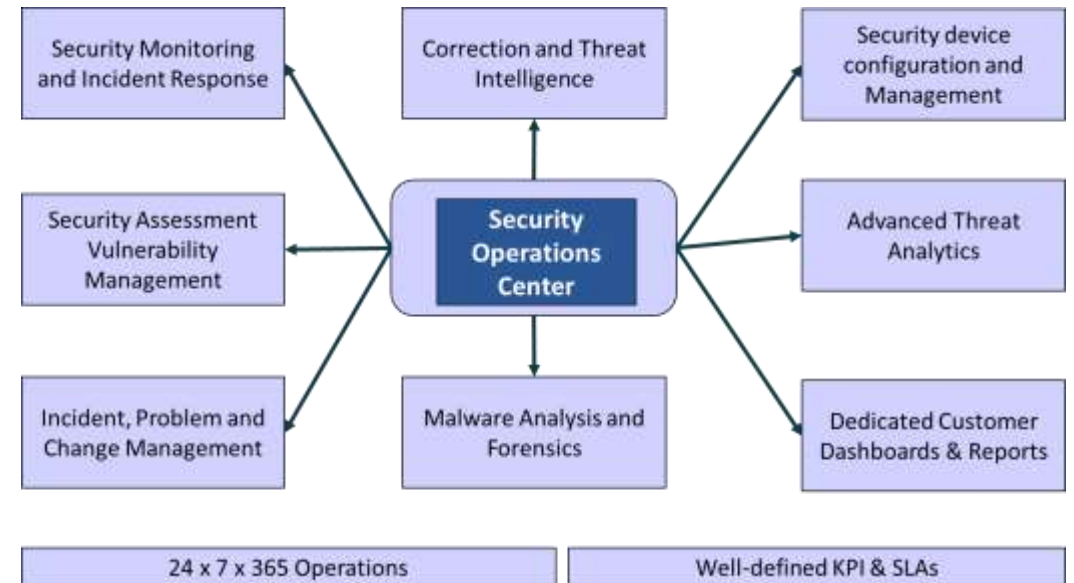 Security Monitoring
and Incident Response
Correction and Threat
Intelligence
Security device
configuration and
Management
Security Assessment
Vulnerability
Management
Security
Operations
Center
Advanced Threat
Analytics
Incident, Problem and
Change Management
Malware Analysis and
Forensics
Dedicated Customer
Dashboards & Reports
24 x 7 x 365 Operations
Well-defined KPI & SLAs